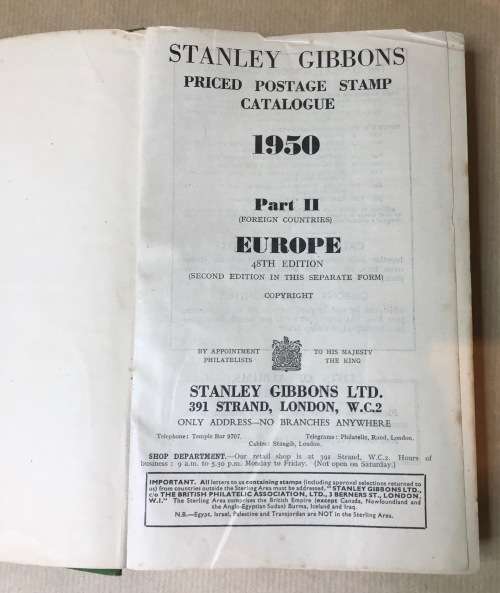 STANLEY GIBBONS
PRICED POSTAGE STAMP
CATALOGUE
1950
Part II
(FOREIGN COUNTRIES)
EUROPE
48TH EDITION
(SECOND EDITION IN THIS SEPARATE FORM)
COPYRIGHT
BY APPOINTMENT TO HIS MAJESTY
PHILATELISTS THE KING
STANLEY GIBBONS LTD.
391 STRAND, LONDON, W.C.2
ONLY ADDRESS—NO BRANCHES ANYWHERE
Telephone: Temple Bar 9707. Telegrams: Philatelic, Rand, London.
Cables: Stangib, London.
SHOP DEPARTMENT.—Our retail shop is at 391 Strand, W.C.2. Hours of
business: 9 a.m. to 5.30 p.m. Monday to Friday. (Not open on Saturday.)
IMPORTANT. All letters to us containing stamps (including approval selections returned to
us) from countries outside the Sterling Area must be addressed, "STANLEY GIBBONS LTD.,
c/o THE BRITISH PHILATELIC ASSOCIATION, LTD., 3 BERNERS ST., LONDON,
W.1." The Sterling Area comprises the British Empire (except Canada, Newfoundland and
the Anglo-Egyptian Sudan) Burma, Iceland and Iraq.
N.B.—Egypt, Israel, Palestine and Transjordan are NOT in the Sterling Area.